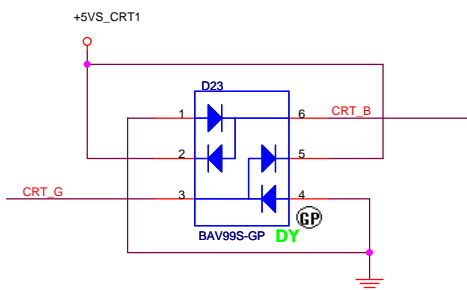 +5VS_CRT1
D23
1
6
CRT_B
2
5
CRT_G
3
4
GP
BAV99S-GP
DY